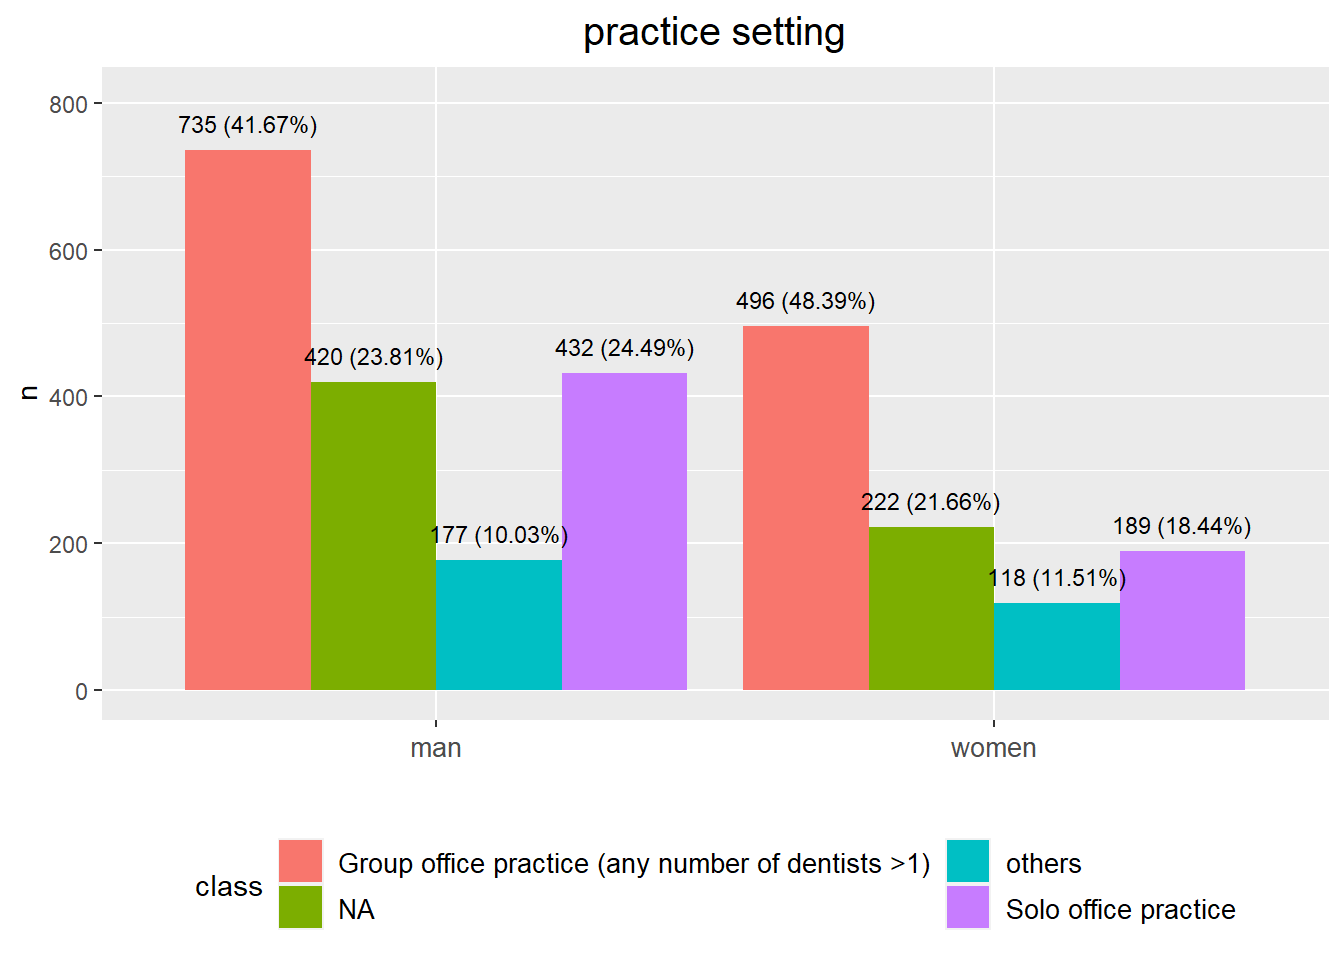 practice setting
800
735 (41.67%)
600
496 (48.39%)
420 (23.81%)
432 (24.49%)
n
400
222 (21.66%)
177 (10.03%)
189 (18.44%)
200
118 (11.51%)
0
man
women
class
Group office practice (any number of dentists >1)
others
NA
Solo office practice